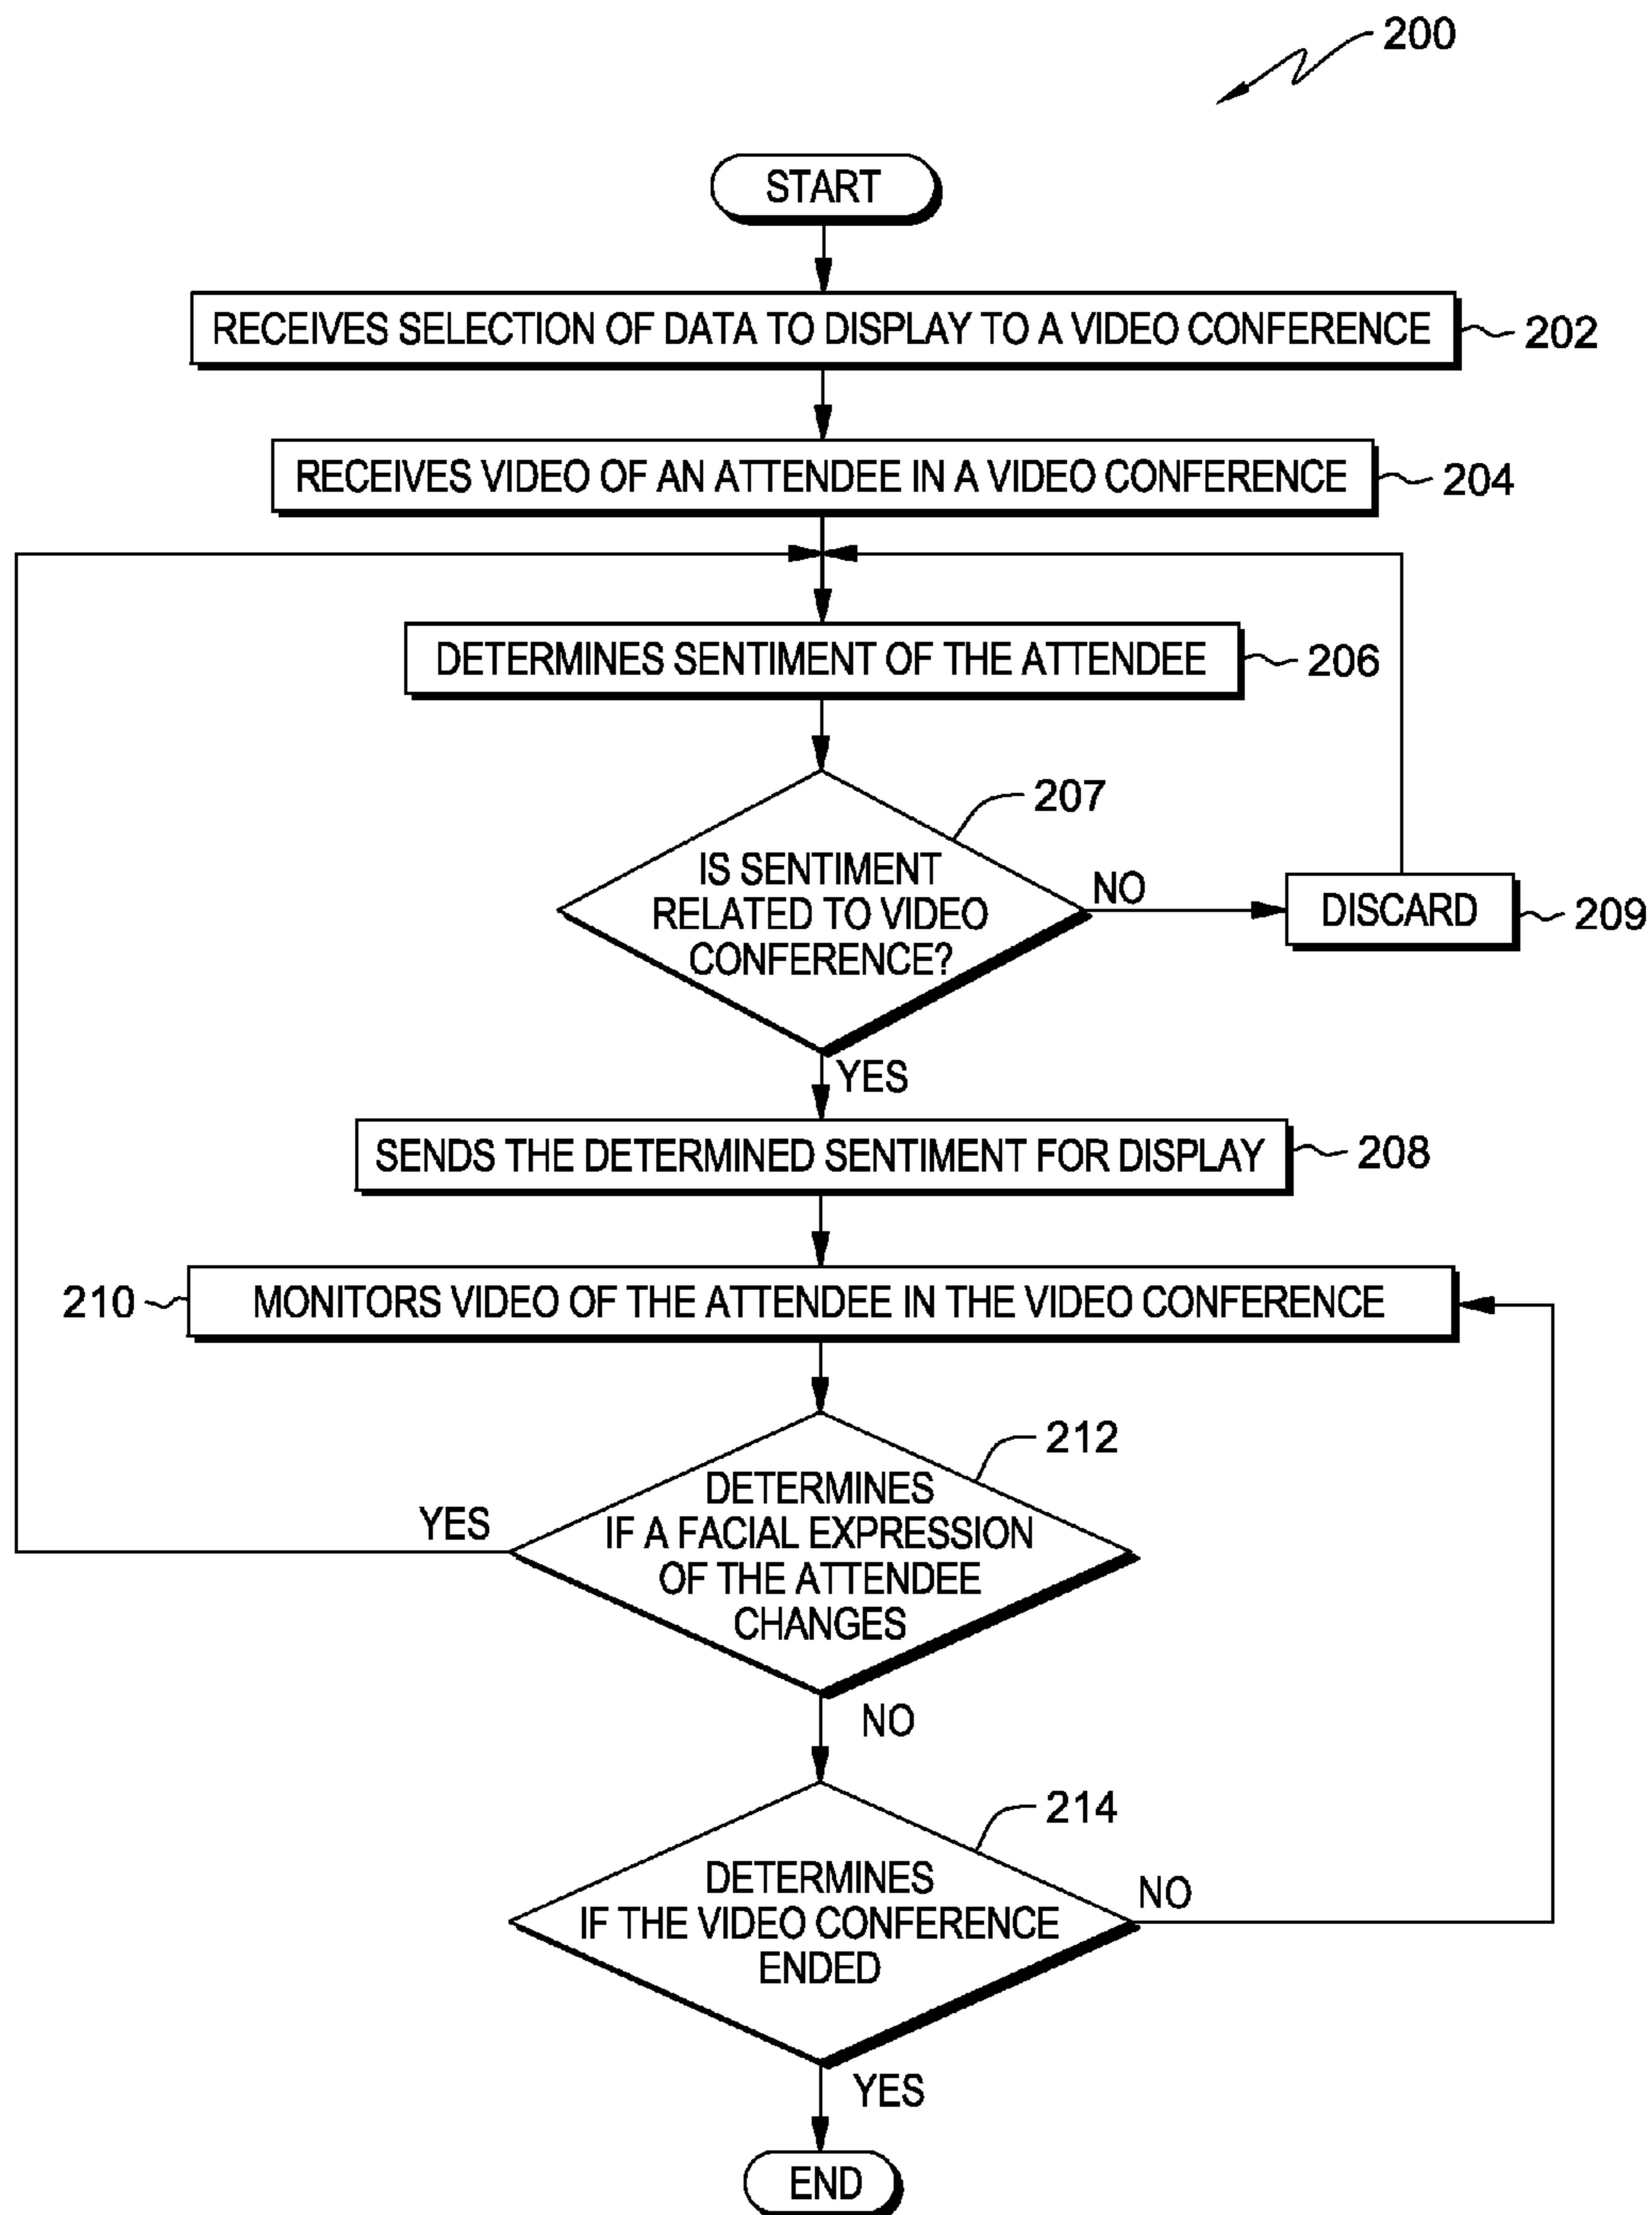 200
START
RECEIVES SELECTION OF DATA TO DISPLAY TO A VIDEO CONFERENCE
202
RECEIVES VIDEO OF AN ATTENDEE IN A VIDEO CONFERENCE
204
DETERMINES SENTIMENT OF THE ATTENDEE
206
207
IS SENTIMENT
RELATED TO VIDEO
CONFERENCE?
NO
DISCARD
209
YES
SENDS THE DETERMINED SENTIMENT FOR DISPLAY
208
210
MONITORS VIDEO OF THE ATTENDEE IN THE VIDEO CONFERENCE
212
DETERMINES
IF A FACIAL EXPRESSION
OF THE ATTENDEE
CHANGES
YES
NO
214
DETERMINES
IF THE VIDEO CONFERENCE
ENDED
NO
YES
END